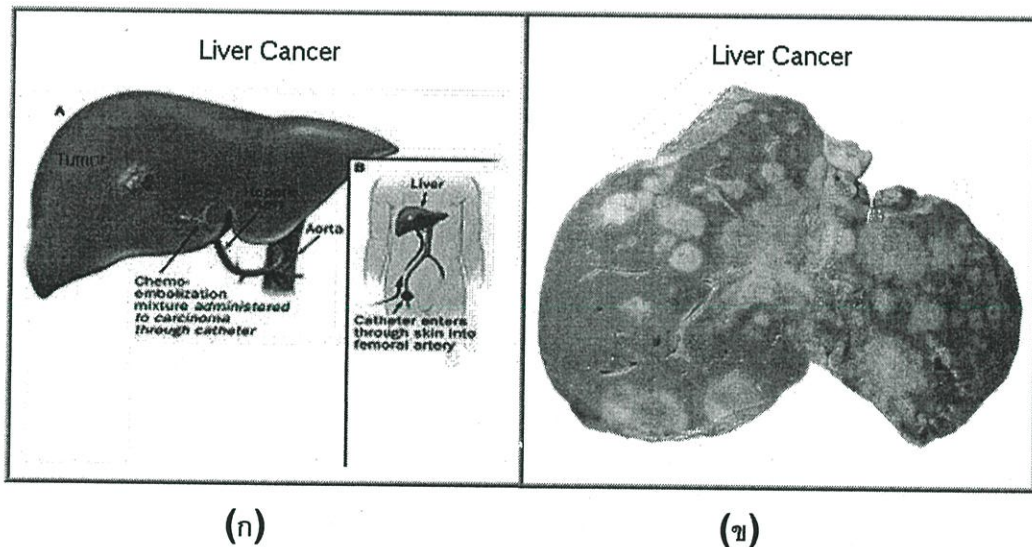 Liver Cancer
A
Tumor
Aorta
Chemo-
embolization
mixture administered
to carcinoma
through catheter
B
Liver
Catheter enters
through skin into
femoral artery
Liver Cancer
(ก)
(ข)